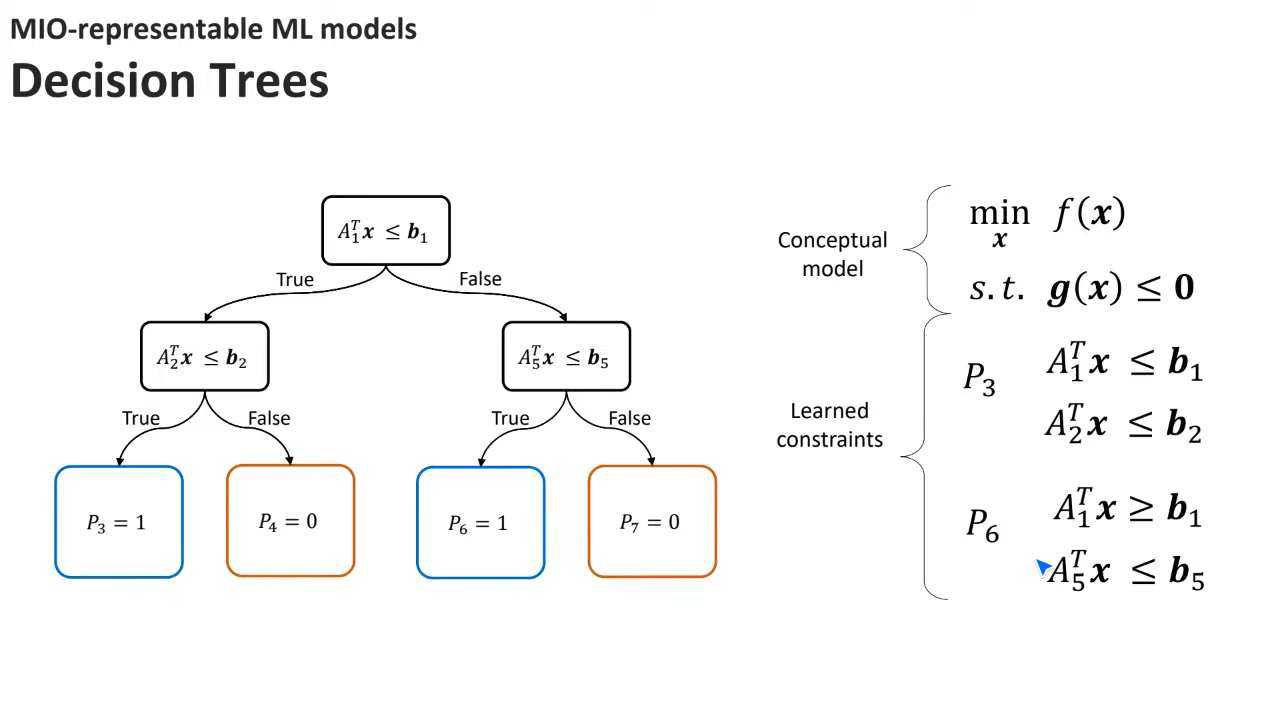 MIO-representable ML models
Decision Trees
A₁ᵀx ≤ b₁
True
False
A₂ᵀx ≤ b₂
A₅ᵀx ≤ b₅
True
False
True
False
P₃ = 1
P₄ = 0
P₆ = 1
P₇ = 0
Conceptual
model
min f(x)
x
s.t. g(x) ≤ 0
Learned
constraints
P₃
A₁ᵀx ≤ b₁
A₂ᵀx ≤ b₂
P₆
A₁ᵀx ≥ b₁
A₅ᵀx ≤ b₅